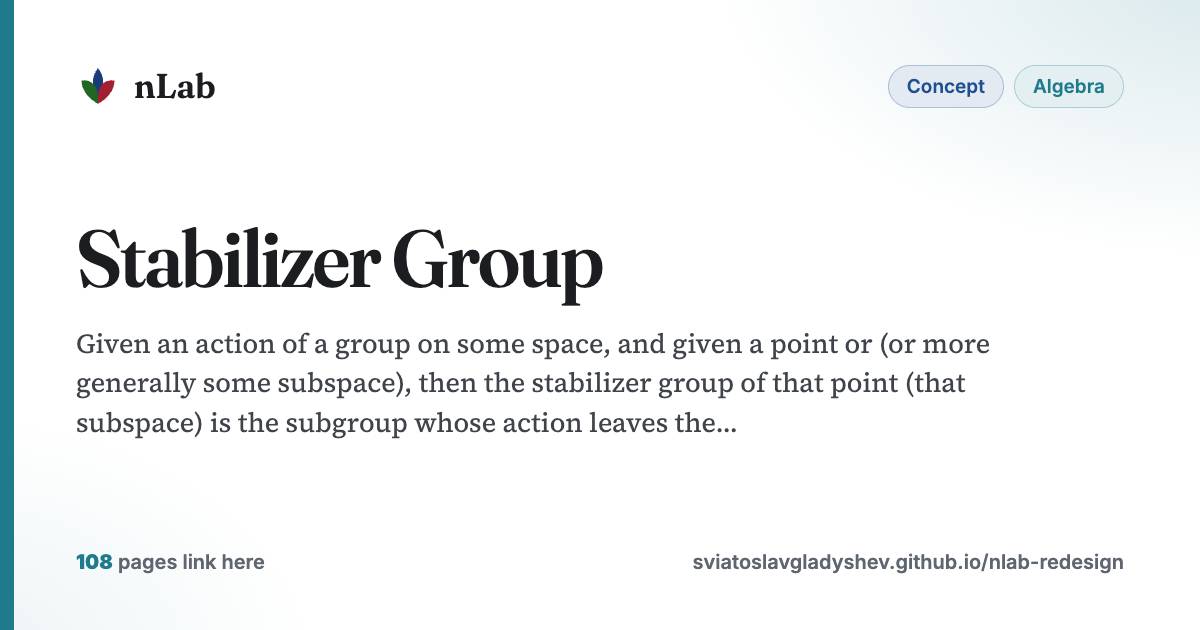 nLab
Concept
Algebra
Stabilizer Group
Given an action of a group on some space, and given a point or (or more
generally some subspace), then the stabilizer group of that point (that
subspace) is the subgroup whose action leaves the...
108 pages link here
sviatoslavgladyshev.github.io/nlab-redesign